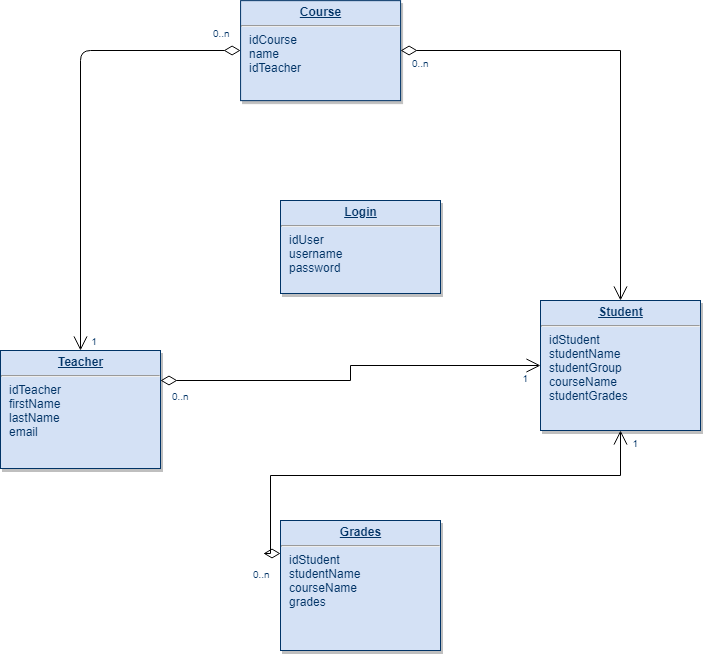 Course
idCourse
name
idTeacher
0..n
0..n
Login
idUser
username
password
Student
idStudent
studentName
studentGroup
courseName
studentGrades
1
Teacher
idTeacher
firstName
lastName
email
0..n
1
1
Grades
idStudent
studentName
courseName
grades
0..n